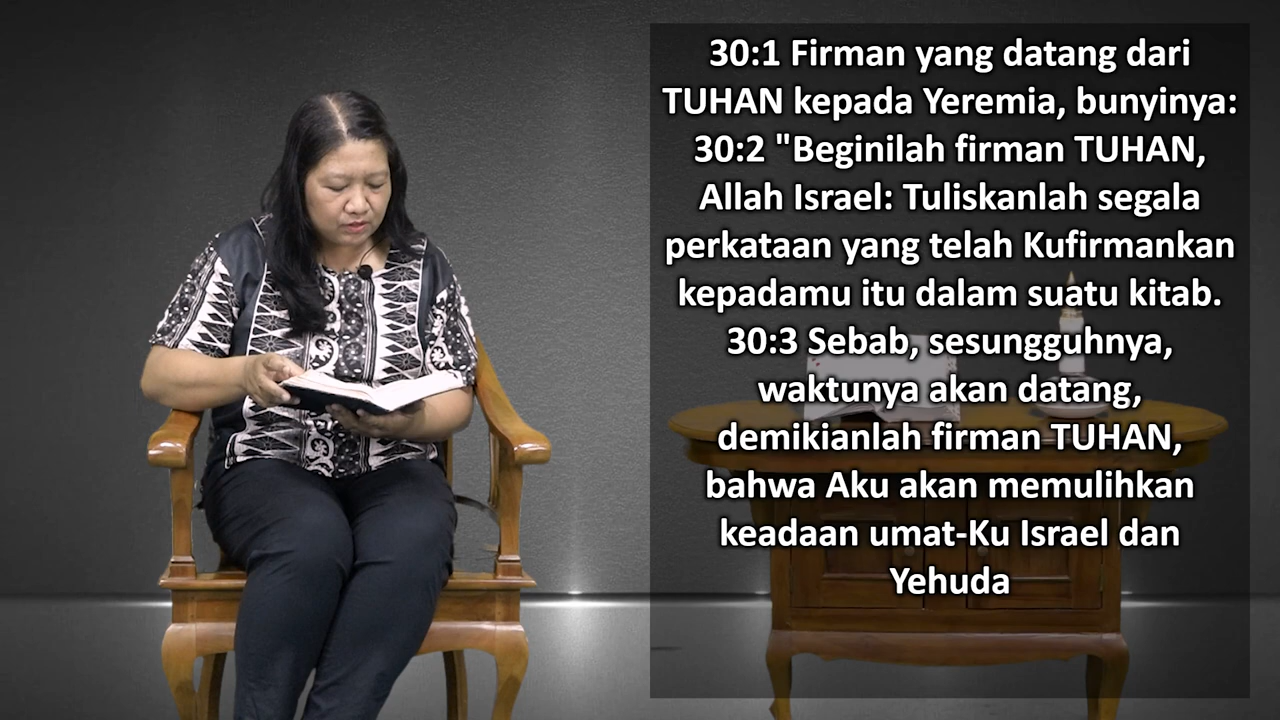 30:1 Firman yang datang dari
TUHAN kepada Yeremia, bunyinya:
30:2 "Beginilah firman TUHAN,
Allah Israel: Tuliskanlah segala
perkataan yang telah Kufirmankan
kepadamu itu dalam suatu kitab.
30:3 Sebab, sesungguhnya,
waktunya akan datang,
demikianlah firman TUHAN,
bahwa Aku akan memulihkan
keadaan umat-Ku Israel dan
Yehuda